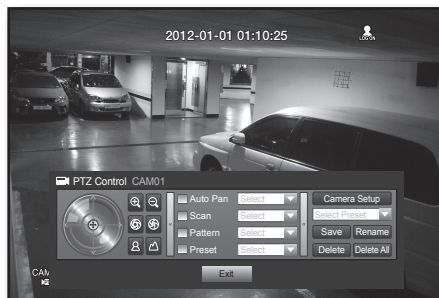 2012-01-01 01:10:25
LOG ON
PTZ Control CAM01
Auto Pan Select Camera Setup
Scan Select Select Preset
Pattern Select Save Rename
Preset Select Delete Delete All
CAM
Exit